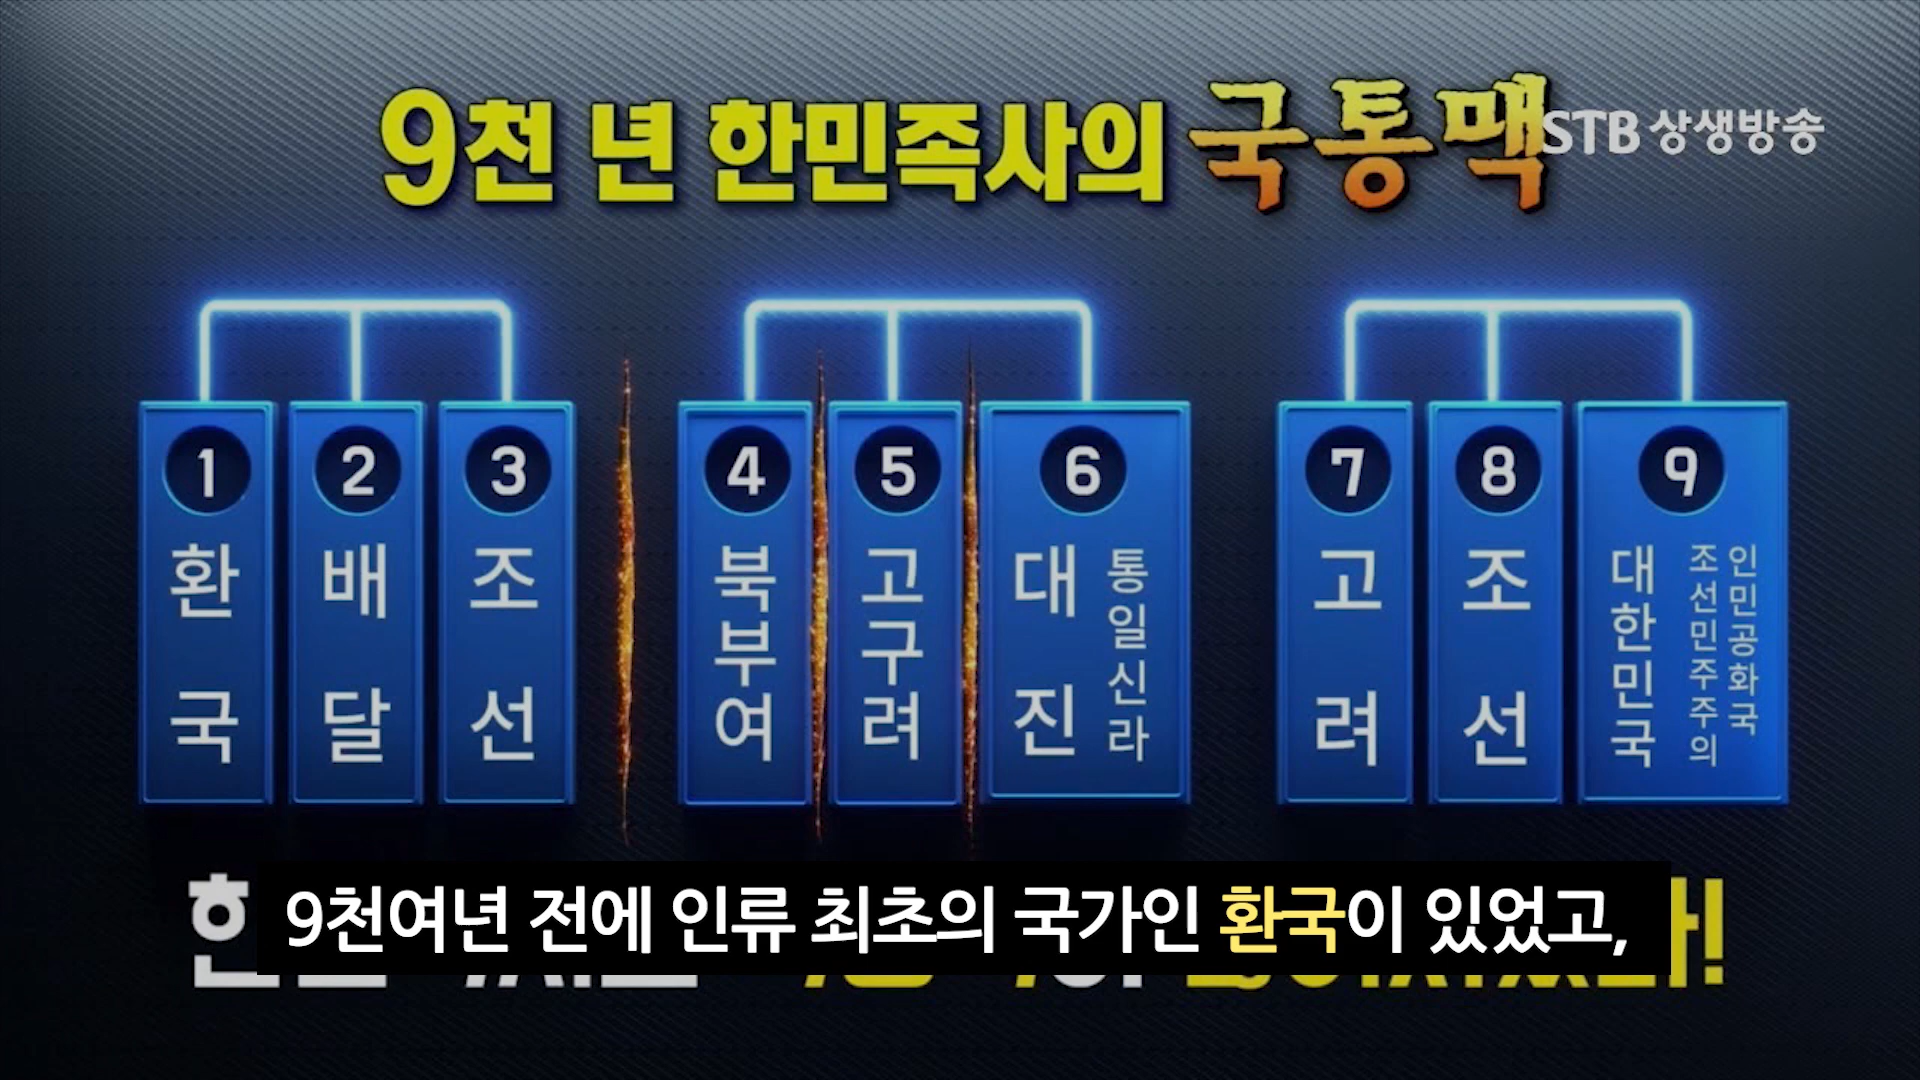 9천 년 한민족사의 국통맥
STB 상생방송
1
환국
2
배달
3
조선
4
북부여
5
고구려
6
대진
통일신라
7
고려
8
조선
9
대한민국
조선민주주의
인민공화국
9천여년 전에 인류 최초의 국가인 환국이 있었고,